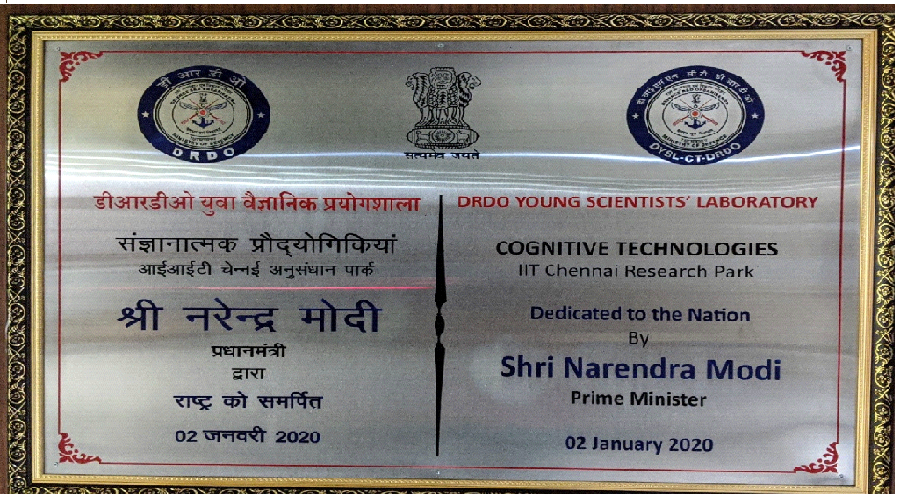 डी आर डी ओ
DRDO
सत्यमेव जयते
DYSL-CT-DRDO
डीआरडीओ युवा वैज्ञानिक प्रयोगशाला
संज्ञानात्मक प्रौद्योगिकियां
आईआईटी चेन्नई अनुसंधान पार्क
श्री नरेन्द्र मोदी
प्रधानमंत्री
द्वारा
राष्ट्र को समर्पित
02 जनवरी 2020
DRDO YOUNG SCIENTISTS' LABORATORY
COGNITIVE TECHNOLOGIES
IIT Chennai Research Park
Dedicated to the Nation
By
Shri Narendra Modi
Prime Minister
02 January 2020